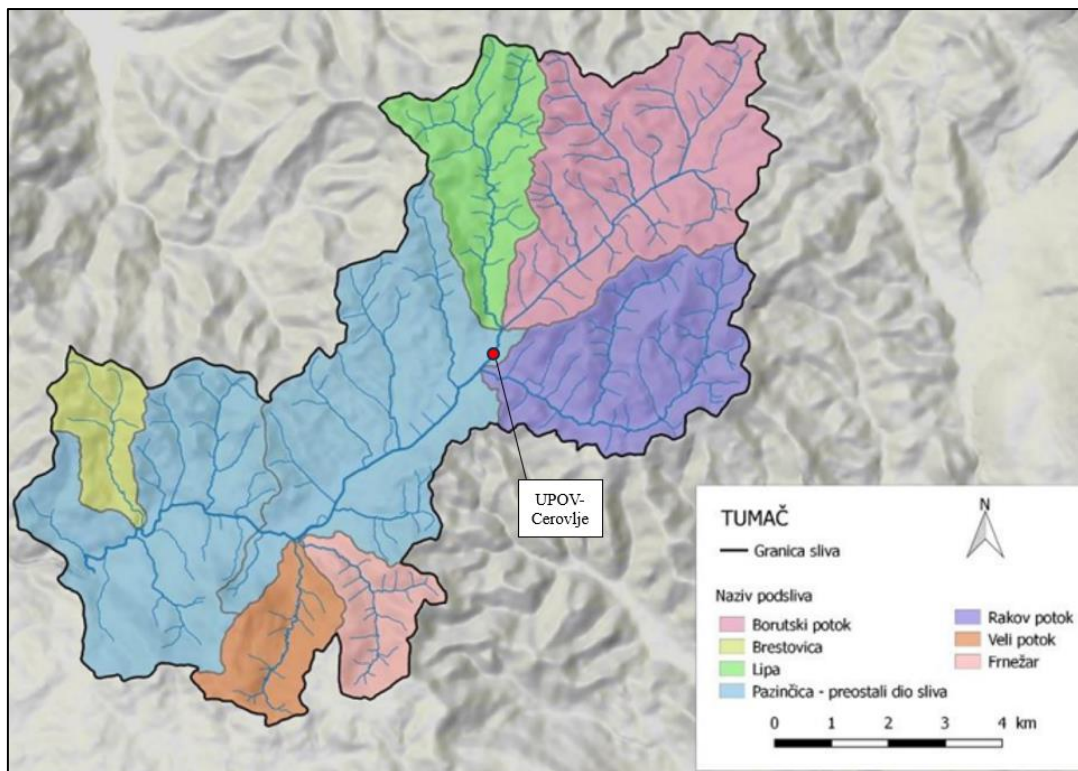 UPOV-
Cerovlje
TUMAČ
N
Granica sliva
Naziv podsliva
Borutski potok
Brestovica
Lipa
Pazinčica - preostali dio sliva
Rakov potok
Veli potok
Frnežar
0 1 2 3 4 km